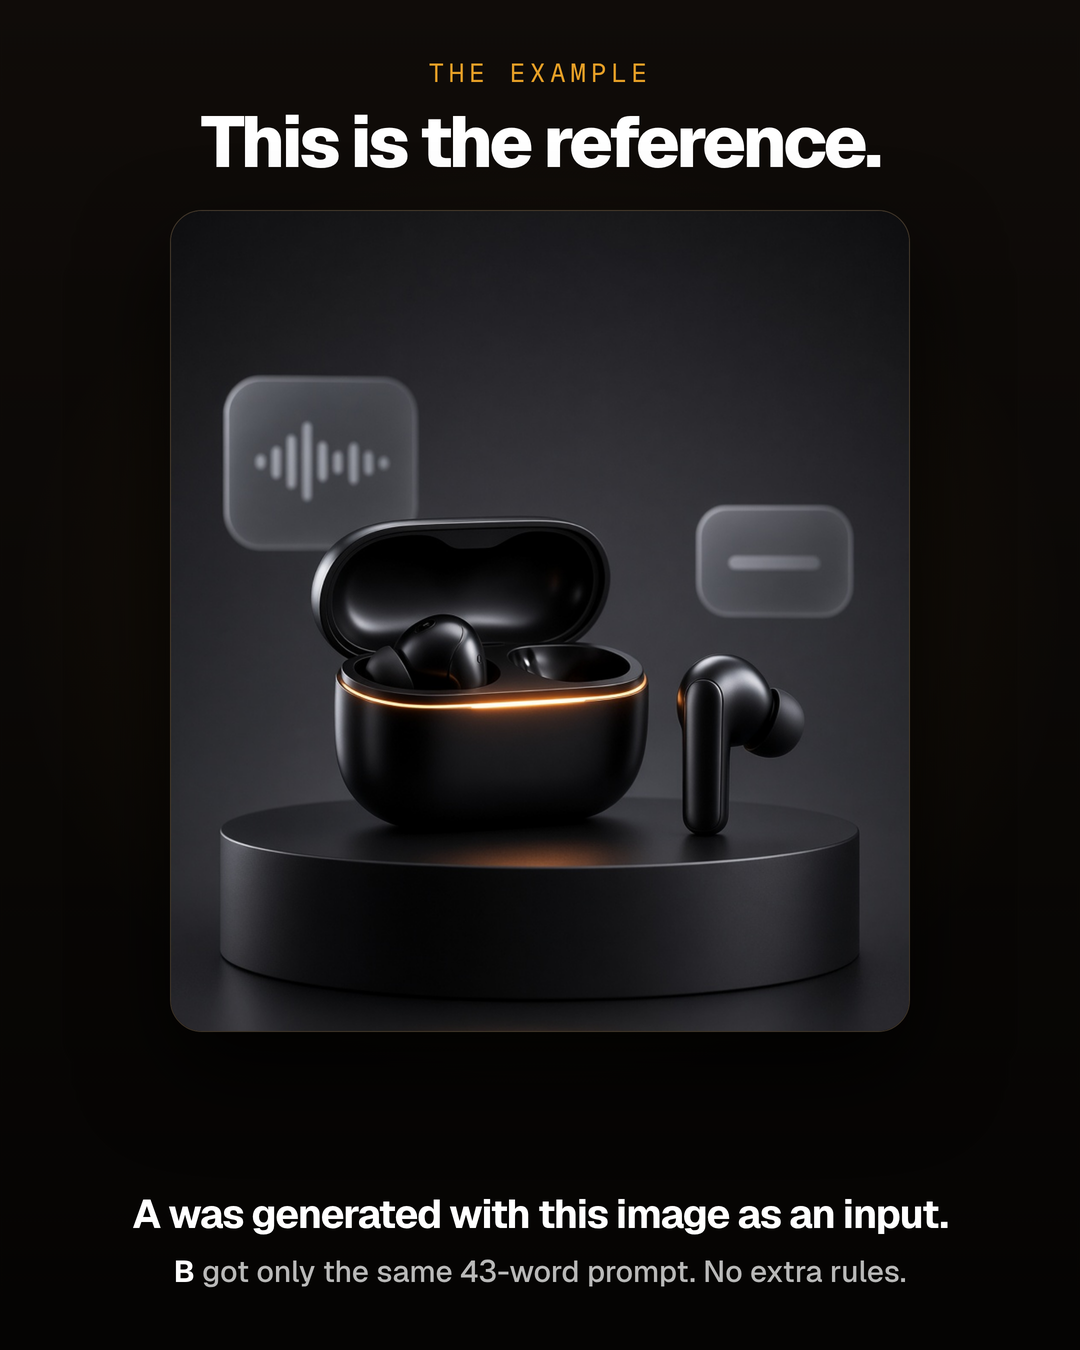 THE EXAMPLE
This is the reference.
A was generated with this image as an input.
B got only the same 43-word prompt. No extra rules.